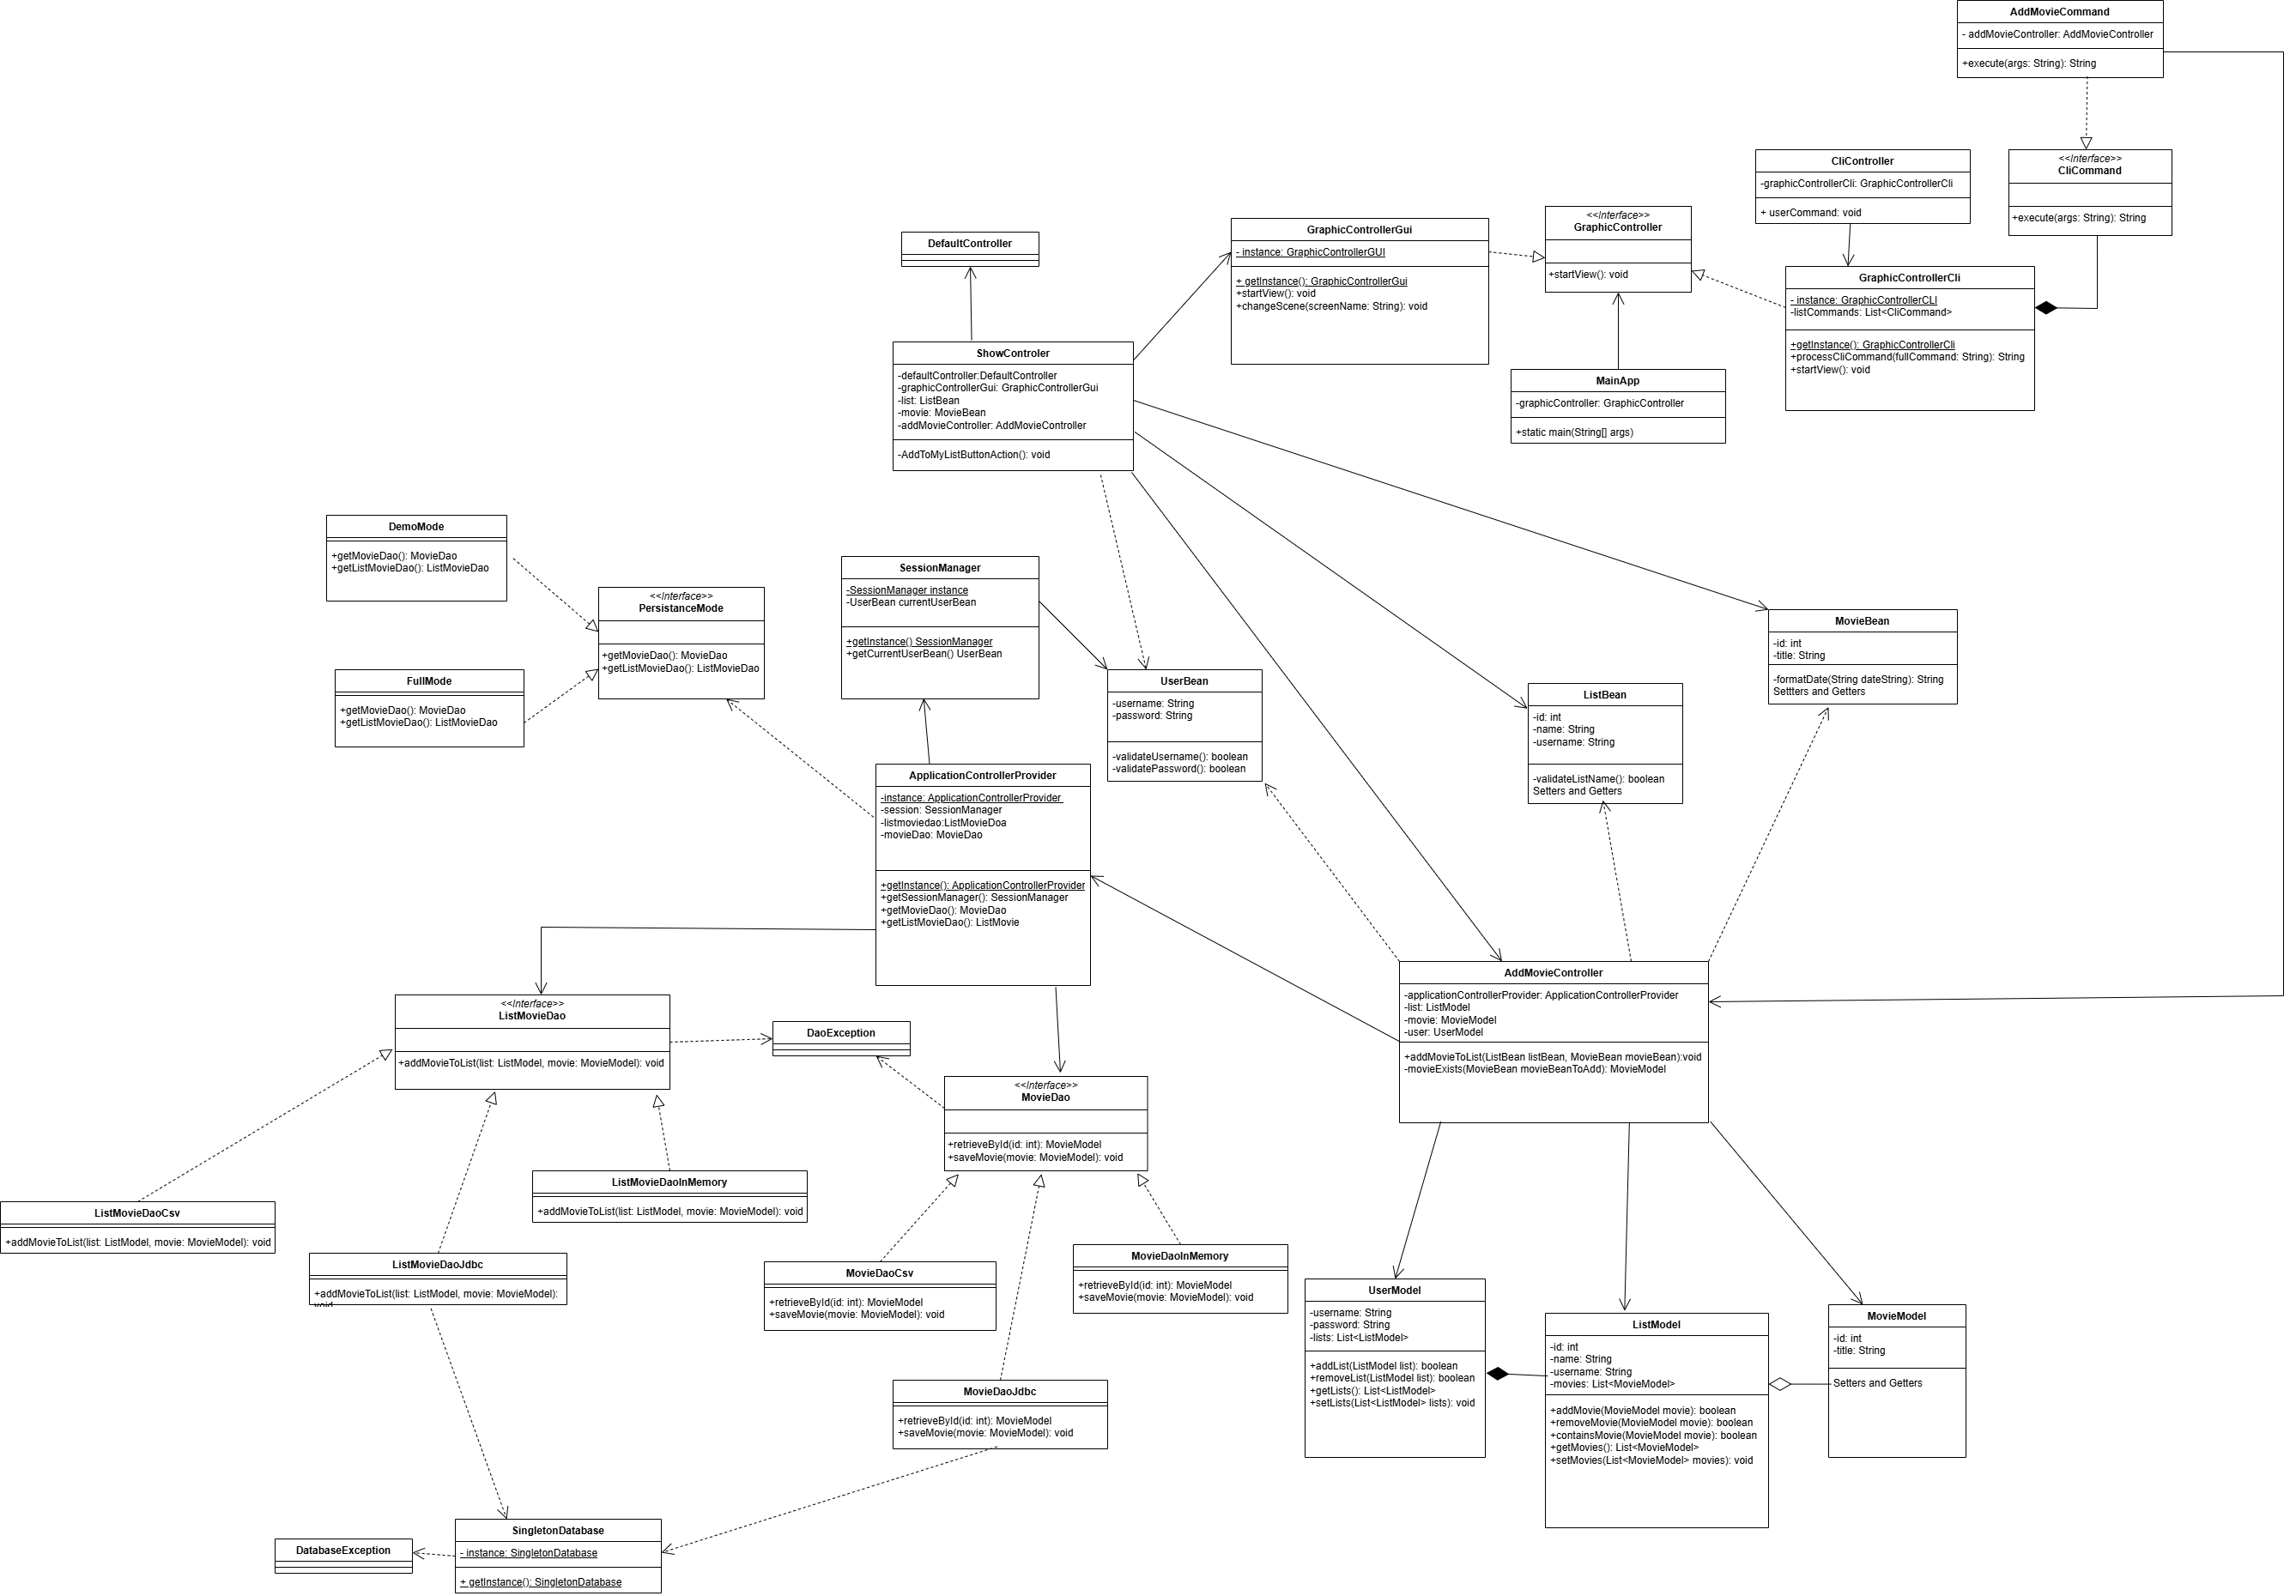 AddMovieCommand
- addMovieController: AddMovieController
+execute(args: String): String
<<Interface>>
CliCommand
+execute(args: String): String
CliController
-graphicControllerCli: GraphicControllerCli
+ userCommand: void
<<Interface>>
GraphicController
+startView(): void
GraphicControllerGui
- instance: GraphicControllerGUI
+ getInstance(): GraphicControllerGui
+startView(): void
+changeScene(screenName: String): void
DefaultController
GraphicControllerCli
- instance: GraphicControllerCLI
-listCommands: List<CliCommand>
+getInstance(): GraphicControllerCli
+processCliCommand(fullCommand: String): String
+startView(): void
ShowControler
-defaultController:DefaultController
-graphicControllerGui: GraphicControllerGui
-list: ListBean
-movie: MovieBean
-addMovieController: AddMovieController
-AddToMyListButtonAction(): void
MainApp
-graphicController: GraphicController
+static main(String[] args)
DemoMode
+getMovieDao(): MovieDao
+getListMovieDao(): ListMovieDao
<<Interface>>
PersistanceMode
+getMovieDao(): MovieDao
+getListMovieDao(): ListMovieDao
FullMode
+getMovieDao(): MovieDao
+getListMovieDao(): ListMovieDao
SessionManager
-SessionManager instance
-UserBean currentUserBean
+getInstance() SessionManager
+getCurrentUserBean() UserBean
UserBean
-username: String
-password: String
-validateUsername(): boolean
-validatePassword(): boolean
ListBean
-id: int
-name: String
-username: String
-validateListName(): boolean
Setters and Getters
MovieBean
-id: int
-title: String
-formatDate(String dateString): String
Settters and Getters
ApplicationControllerProvider
-instance: ApplicationControllerProvider
-session: SessionManager
-listmoviedao:ListMovieDoa
-movieDao: MovieDao
+getInstance(): ApplicationControllerProvider
+getSessionManager(): SessionManager
+getMovieDao(): MovieDao
+getListMovieDao(): ListMovie
AddMovieController
-applicationControllerProvider: ApplicationControllerProvider
-list: ListModel
-movie: MovieModel
-user: UserModel
+addMovieToList(ListBean listBean, MovieBean movieBean):void
-movieExists(MovieBean movieBeanToAdd): MovieModel
<<Interface>>
ListMovieDao
+addMovieToList(list: ListModel, movie: MovieModel): void
DaoException
<<Interface>>
MovieDao
+retrieveById(id: int): MovieModel
+saveMovie(movie: MovieModel): void
ListMovieDaoCsv
+addMovieToList(list: ListModel, movie: MovieModel): void
ListMovieDaoInMemory
+addMovieToList(list: ListModel, movie: MovieModel): void
ListMovieDaoJdbc
+addMovieToList(list: ListModel, movie: MovieModel):
void
MovieDaoCsv
+retrieveById(id: int): MovieModel
+saveMovie(movie: MovieModel): void
MovieDaoInMemory
+retrieveById(id: int): MovieModel
+saveMovie(movie: MovieModel): void
MovieDaoJdbc
+retrieveById(id: int): MovieModel
+saveMovie(movie: MovieModel): void
UserModel
-username: String
-password: String
-lists: List<ListModel>
+addList(ListModel list): boolean
+removeList(ListModel list): boolean
+getLists(): List<ListModel>
+setLists(List<ListModel> lists): void
ListModel
-id: int
-name: String
-username: String
-movies: List<MovieModel>
+addMovie(MovieModel movie): boolean
+removeMovie(MovieModel movie): boolean
+containsMovie(MovieModel movie): boolean
+getMovies(): List<MovieModel>
+setMovies(List<MovieModel> movies): void
MovieModel
-id: int
-title: String
Setters and Getters
DatabaseException
SingletonDatabase
- instance: SingletonDatabase
+ getInstance(): SingletonDatabase